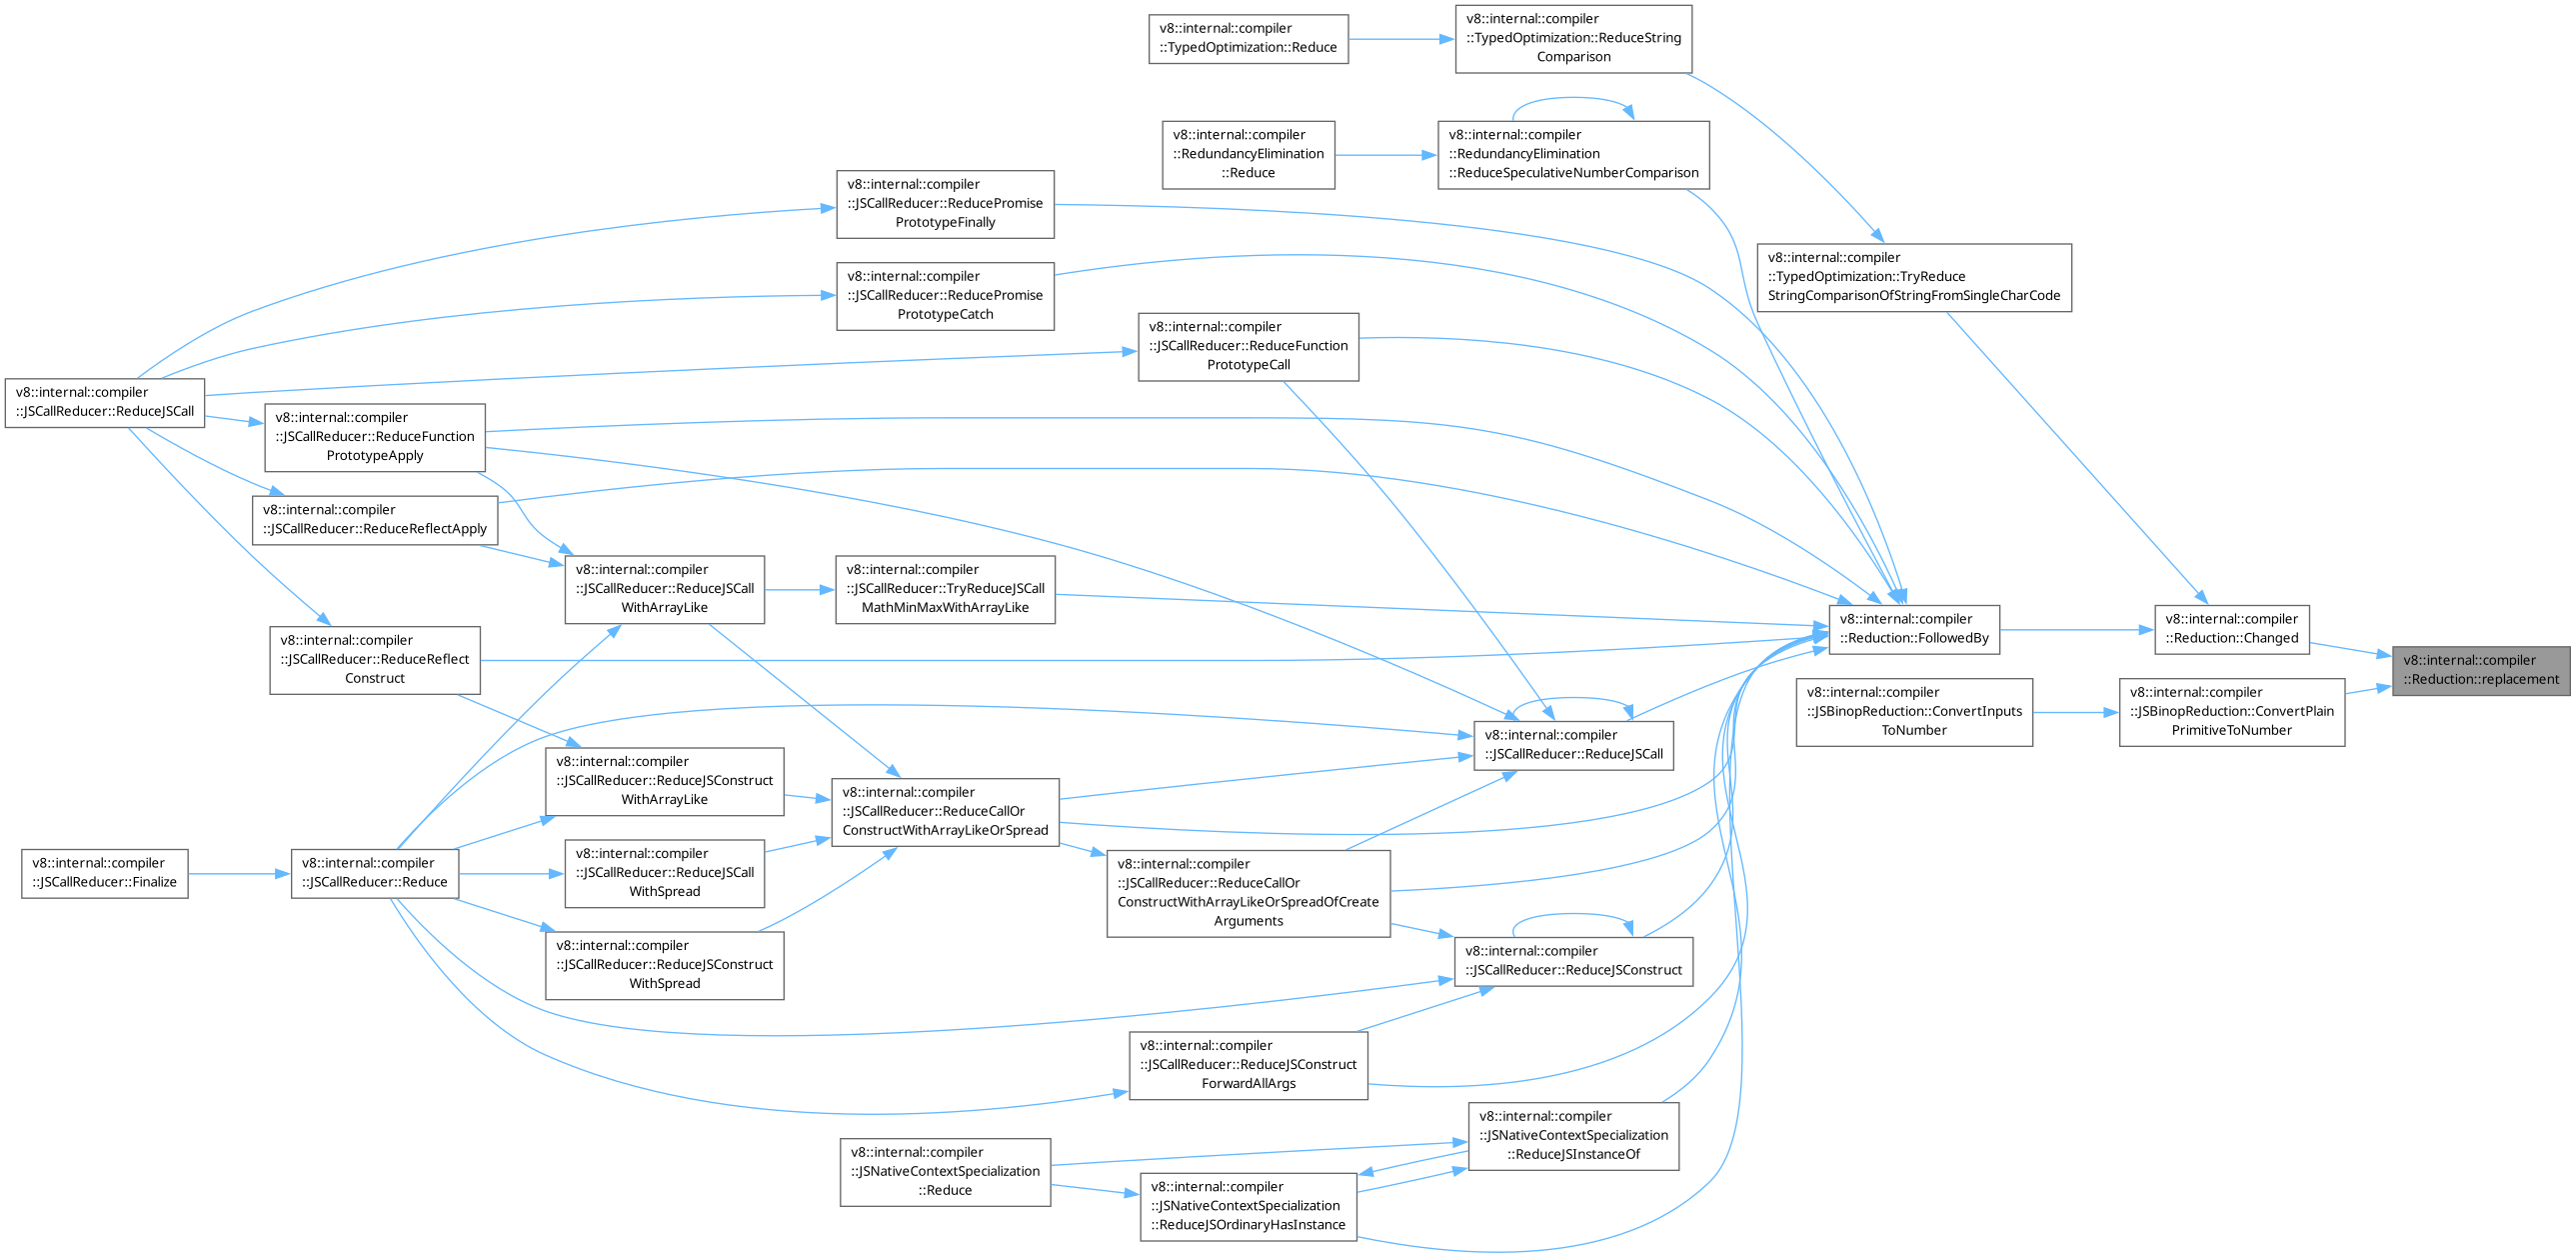 v8::internal::compiler
::TypedOptimization::Reduce
v8::internal::compiler
::TypedOptimization::ReduceString
Comparison
v8::internal::compiler
::RedundancyElimination
::Reduce
v8::internal::compiler
::RedundancyElimination
::ReduceSpeculativeNumberComparison
v8::internal::compiler
::JSCallReducer::ReducePromise
PrototypeFinally
v8::internal::compiler
::TypedOptimization::TryReduce
StringComparisonOfStringFromSingleCharCode
v8::internal::compiler
::JSCallReducer::ReducePromise
PrototypeCatch
v8::internal::compiler
::JSCallReducer::ReduceFunction
PrototypeCall
v8::internal::compiler
::JSCallReducer::ReduceJSCall
v8::internal::compiler
::JSCallReducer::ReduceFunction
PrototypeApply
v8::internal::compiler
::JSCallReducer::ReduceReflectApply
v8::internal::compiler
::JSCallReducer::ReduceJSCall
WithArrayLike
v8::internal::compiler
::JSCallReducer::TryReduceJSCall
MathMinMaxWithArrayLike
v8::internal::compiler
::Reduction::FollowedBy
v8::internal::compiler
::Reduction::Changed
v8::internal::compiler
::JSCallReducer::ReduceReflect
Construct
v8::internal::compiler
::Reduction::replacement
v8::internal::compiler
::JSBinopReduction::ConvertInputs
ToNumber
v8::internal::compiler
::JSBinopReduction::ConvertPlain
PrimitiveToNumber
v8::internal::compiler
::JSCallReducer::ReduceJSCall
v8::internal::compiler
::JSCallReducer::ReduceJSConstruct
WithArrayLike
v8::internal::compiler
::JSCallReducer::ReduceCallOr
ConstructWithArrayLikeOrSpread
v8::internal::compiler
::JSCallReducer::Finalize
v8::internal::compiler
::JSCallReducer::Reduce
v8::internal::compiler
::JSCallReducer::ReduceJSCall
WithSpread
v8::internal::compiler
::JSCallReducer::ReduceCallOr
ConstructWithArrayLikeOrSpreadOfCreate
Arguments
v8::internal::compiler
::JSCallReducer::ReduceJSConstruct
WithSpread
v8::internal::compiler
::JSCallReducer::ReduceJSConstruct
v8::internal::compiler
::JSCallReducer::ReduceJSConstruct
ForwardAllArgs
v8::internal::compiler
::JSNativeContextSpecialization
::ReduceJSInstanceOf
v8::internal::compiler
::JSNativeContextSpecialization
::Reduce
v8::internal::compiler
::JSNativeContextSpecialization
::ReduceJSOrdinaryHasInstance